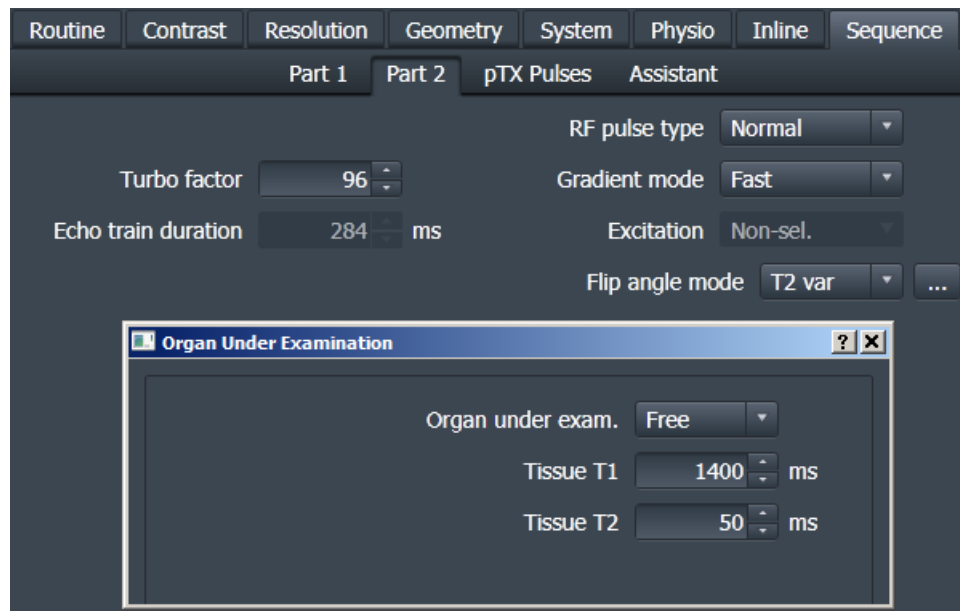 Routine Contrast Resolution Geometry System Physio Inline Sequence
Part 1 Part 2 pTX Pulses Assistant
RF pulse type Normal
Turbo factor 96 Gradient mode Fast
Echo train duration 284 ms Excitation Non-sel.
Flip angle mode T2 var ...
Organ Under Examination ? X
Organ under exam. Free
Tissue T1 1400 ms
Tissue T2 50 ms